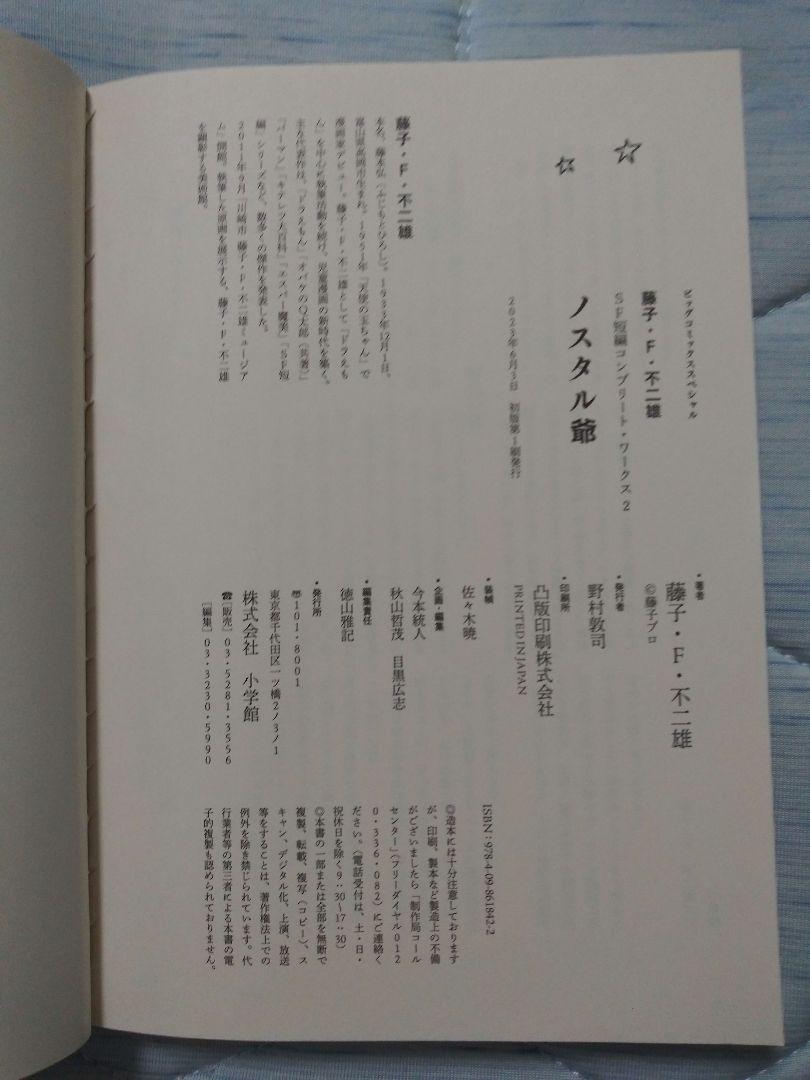 ビッグコミックススペシャル
藤子・F・不二雄
SF短編コンプリート・ワークス 2
ノスタル爺
2023年6月3日　初版第1刷発行
藤子・F・不二雄
本名、藤本弘(ふじもとひろし)。1933年12月1日、
富山県高岡市生まれ。1951年『天使の玉ちゃん』で
漫画家デビュー。藤子・F・不二雄として『ドラえも
ん』を中心に執筆活動を続け、児童漫画の新時代を築く。
主な代表作は、『ドラえもん』『オバケのQ太郎(共著)』
『パーマン』『キテレツ大百科』『エスパー魔美』『SF短
編』シリーズなど、数多くの傑作を発表した。
2011年9月「川崎市 藤子・F・不二雄ミュージア
ム」開館。執筆した原画を展示する、藤子・F・不二雄
を顕彰する美術館。
・著者
藤子・F・不二雄
©藤子プロ
・発行者
野村敦司
・印刷所
凸版印刷株式会社
PRINTED IN JAPAN
・装幀
佐々木暁
・企画・編集
今本統人
秋山哲茂　目黒広志
・編集責任
徳山雅記
・発行所
〠101・8001
東京都千代田区一ツ橋2ノ3ノ1
株式会社　小学館
☎[販売]03・5281・3556
[編集]03・3230・5990
ISBN：978-4-09-861842-2
◎造本には十分注意しております
が、印刷、製本など製造上の不備
がございましたら「制作局コール
センター」(フリーダイヤル012
0・336・082)にご連絡く
ださい。(電話受付は、土・日・
祝休日を除く9：30〜17：30)
◎本書の一部または全部を無断で
複製、転載、複写(コピー)、ス
キャン、デジタル化、上演、放送
等をすることは、著作権法上での
例外を除き禁じられています。代
行業者等の第三者による本書の電
子的複製も認められておりません。